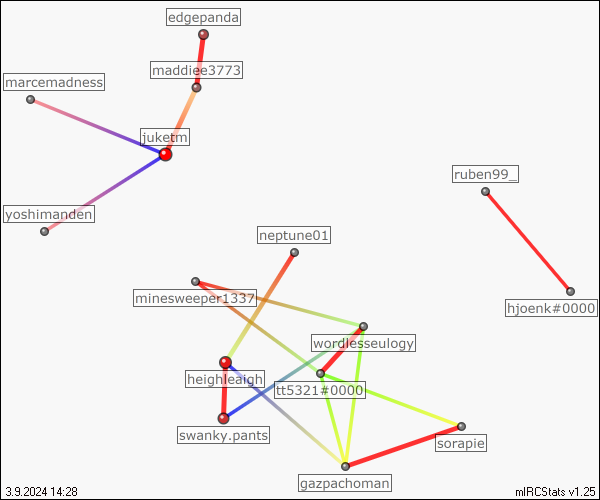 edgepanda
maddiee3773
marcemadness
juketm
ruben99_
yoshimanden
neptune01
minesweeper1337
hjoenk#0000
wordlesseulogy
heighleaigh
tt5321#0000
swanky.pants
sorapie
gazpachoman
3.9.2024 14:28
mIRCStats v1.25